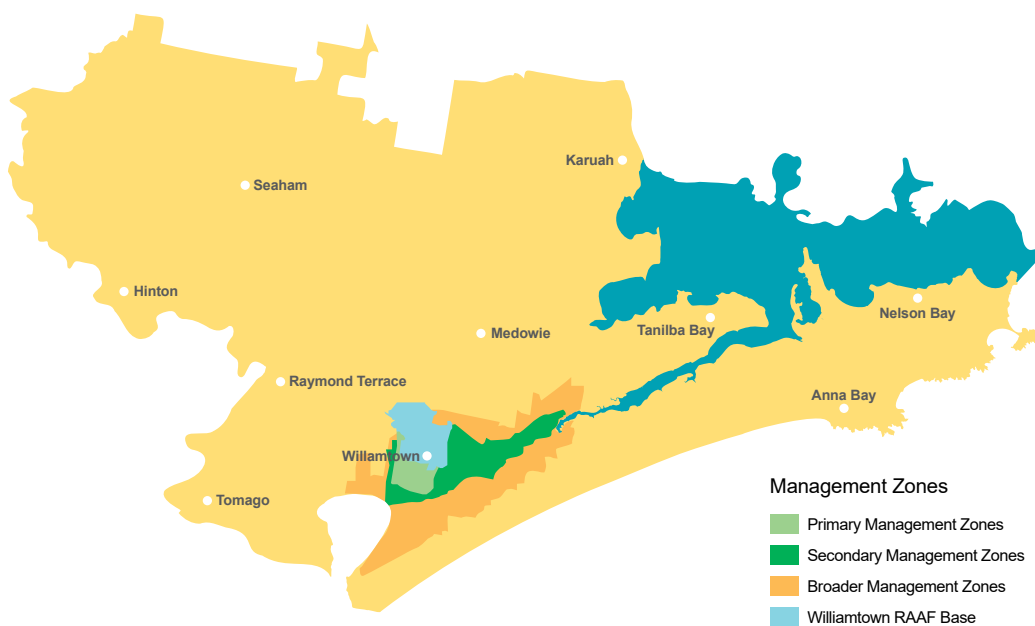 Karuah
Seaham
Hinton
Nelson Bay
Tanilba Bay
Medowie
Raymond Terrace
Anna Bay
Willamtown
Tomago
Management Zones
Primary Management Zones
Secondary Management Zones
Broader Management Zones
Williamtown RAAF Base